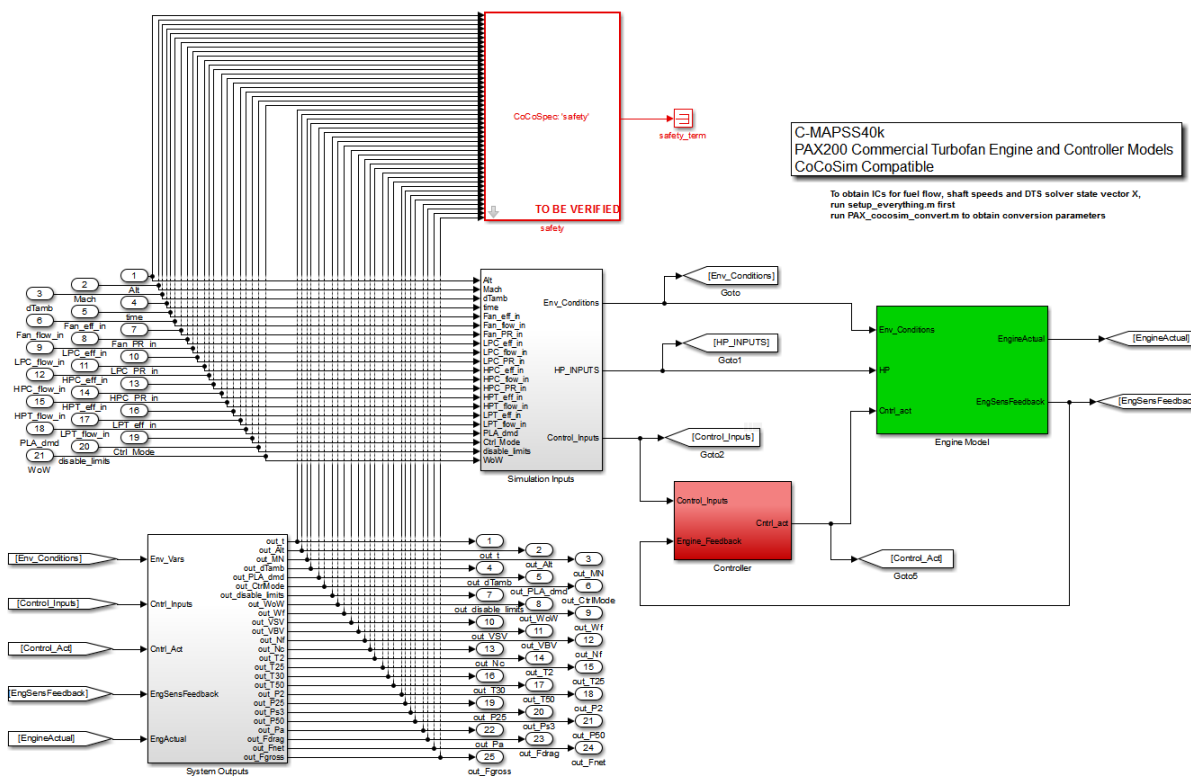 CoCoSpec: 'safety'
TO BE VERIFIED
safety
safety_term
C-MAPSS40k
PAX200 Commercial Turbofan Engine and Controller Models
CoCoSim Compatible
To obtain ICs for fuel flow, shaft speeds and DTS solver state vector X,
run setup_everything.m first
run PAX_cocosim_convert.m to obtain conversion parameters
1
Alt
2
Mach
3
dTamb
4
time
5
Fan_eff_in
6
Fan_flow_in
7
Fan_PR_in
8
LPC_eff_in
9
LPC_flow_in
10
LPC_PR_in
11
HPC_eff_in
12
HPC_flow_in
13
HPC_PR_in
14
HPT_eff_in
15
HPT_flow_in
16
LPT_eff_in
17
LPT_flow_in
18
PLA_dmd
19
Ctrl_Mode
20
disable_limits
21
WoW
Alt
Mach
dTamb
time
Fan_eff_in
Fan_flow_in
Fan_PR_in
LPC_eff_in
LPC_flow_in
LPC_PR_in
HPC_eff_in
HPC_flow_in
HPC_PR_in
HPT_eff_in
HPT_flow_in
LPT_eff_in
LPT_flow_in
PLA_dmd
Ctrl_Mode
disable_limits
WoW
Env_Conditions
HP_INPUTS
Control_Inputs
Simulation Inputs
[Env_Conditions]
Goto
[HP_INPUTS]
Goto1
[Control_Inputs]
Goto2
Env_Conditions
HP
Cntrl_act
EngineActual
EngSensFeedback
Engine Model
[EngineActual]
[EngSensFeedback
Control_Inputs
Engine_Feedback
Cntrl_act
Controller
[Control_Act]
Goto5
[Env_Conditions]
[Control_Inputs]
[Control_Act]
[EngSensFeedback]
[EngineActual]
Env_Vars
Cntrl_Inputs
Cntrl_Act
EngSensFeedback
EngActual
out_t
out_Alt
out_MN
out_dTamb
out_PLA_dmd
out_CtrMode
out_disable_limits
out_WoW
out_Wf
out_VSV
out_VBV
out_Nf
out_Nc
out_T2
out_T25
out_T30
out_T50
out_P2
out_P25
out_Ps3
out_P50
out_Pa
out_Fdrag
out_Fnet
out_Fgross
System Outputs
1
out_t
2
out_Alt
3
out_MN
4
out_dTamb
5
out_PLA_dmd
6
out_CtrlMode
7
out_disable_limits
8
out_WoW
9
out_Wf
10
out_VSV
11
out_VBV
12
out_Nf
13
out_Nc
14
out_T2
15
out_T25
16
out_T30
17
out_T50
18
out_P2
19
out_P25
20
out_Ps3
21
out_P50
22
out_Pa
23
out_Fdrag
24
out_Fnet
25
out_Fgross